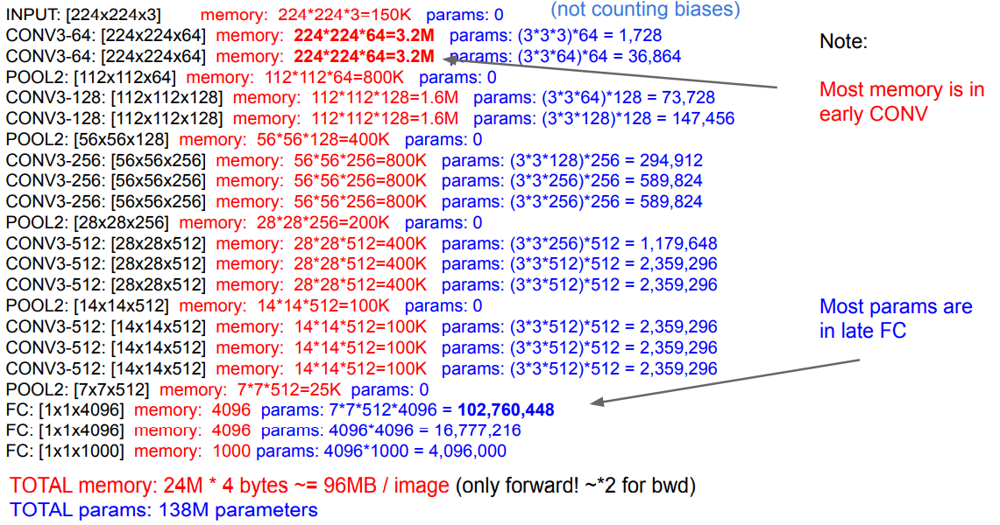 (not counting biases)
INPUT: [224x224x3] memory: 224*224*3=150K params: 0
CONV3-64: [224x224x64] memory: 224*224*64=3.2M params: (3*3*3)*64 = 1,728
CONV3-64: [224x224x64] memory: 224*224*64=3.2M params: (3*3*64)*64 = 36,864
POOL2: [112x112x64] memory: 112*112*64=800K params: 0
CONV3-128: [112x112x128] memory: 112*112*128=1.6M params: (3*3*64)*128 = 73,728
CONV3-128: [112x112x128] memory: 112*112*128=1.6M params: (3*3*128)*128 = 147,456
POOL2: [56x56x128] memory: 56*56*128=400K params: 0
CONV3-256: [56x56x256] memory: 56*56*256=800K params: (3*3*128)*256 = 294,912
CONV3-256: [56x56x256] memory: 56*56*256=800K params: (3*3*256)*256 = 589,824
CONV3-256: [56x56x256] memory: 56*56*256=800K params: (3*3*256)*256 = 589,824
POOL2: [28x28x256] memory: 28*28*256=200K params: 0
CONV3-512: [28x28x512] memory: 28*28*512=400K params: (3*3*256)*512 = 1,179,648
CONV3-512: [28x28x512] memory: 28*28*512=400K params: (3*3*512)*512 = 2,359,296
CONV3-512: [28x28x512] memory: 28*28*512=400K params: (3*3*512)*512 = 2,359,296
POOL2: [14x14x512] memory: 14*14*512=100K params: 0
CONV3-512: [14x14x512] memory: 14*14*512=100K params: (3*3*512)*512 = 2,359,296
CONV3-512: [14x14x512] memory: 14*14*512=100K params: (3*3*512)*512 = 2,359,296
CONV3-512: [14x14x512] memory: 14*14*512=100K params: (3*3*512)*512 = 2,359,296
POOL2: [7x7x512] memory: 7*7*512=25K params: 0
FC: [1x1x4096] memory: 4096 params: 7*7*512*4096 = 102,760,448
FC: [1x1x4096] memory: 4096 params: 4096*4096 = 16,777,216
FC: [1x1x1000] memory: 1000 params: 4096*1000 = 4,096,000
TOTAL memory: 24M * 4 bytes ~= 96MB / image (only forward! ~*2 for bwd)
TOTAL params: 138M parameters
Note:
Most memory is in
early CONV
Most params are
in late FC